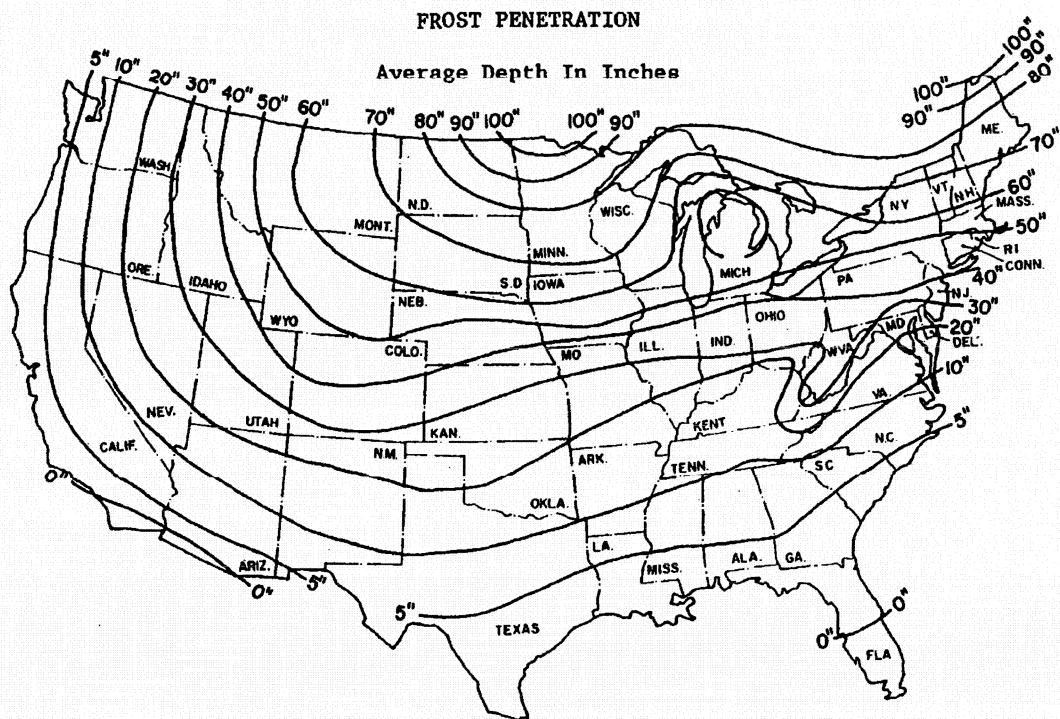 FROST PENETRATION
Average Depth In Inches
5" 10" 20" 30" 40" 50" 60" 70" 80" 90" 100" 100" 90"
100" 100" 90" 80"
90"
70"
60"
50"
40"
30"
20"
10"
5"
WASH.
ORE.
IDAHO
MONT.
N.D.
MINN.
WISC.
MICH
S.D.
IOWA
NEB.
WYO
COLO.
NEV.
UTAH
CALIF.
ARIZ.
N.M.
KAN.
MO
ILL.
IND.
OHIO
PA
NY
VT
NH
ME.
MASS.
RI
CONN.
N.J.
MD
DEL.
W.VA
VA
KENT
TENN.
N.C.
S.C
ARK.
OKLA.
LA.
MISS.
ALA.
GA.
TEXAS
FLA
0"
0"
5"
5"
0"
0"